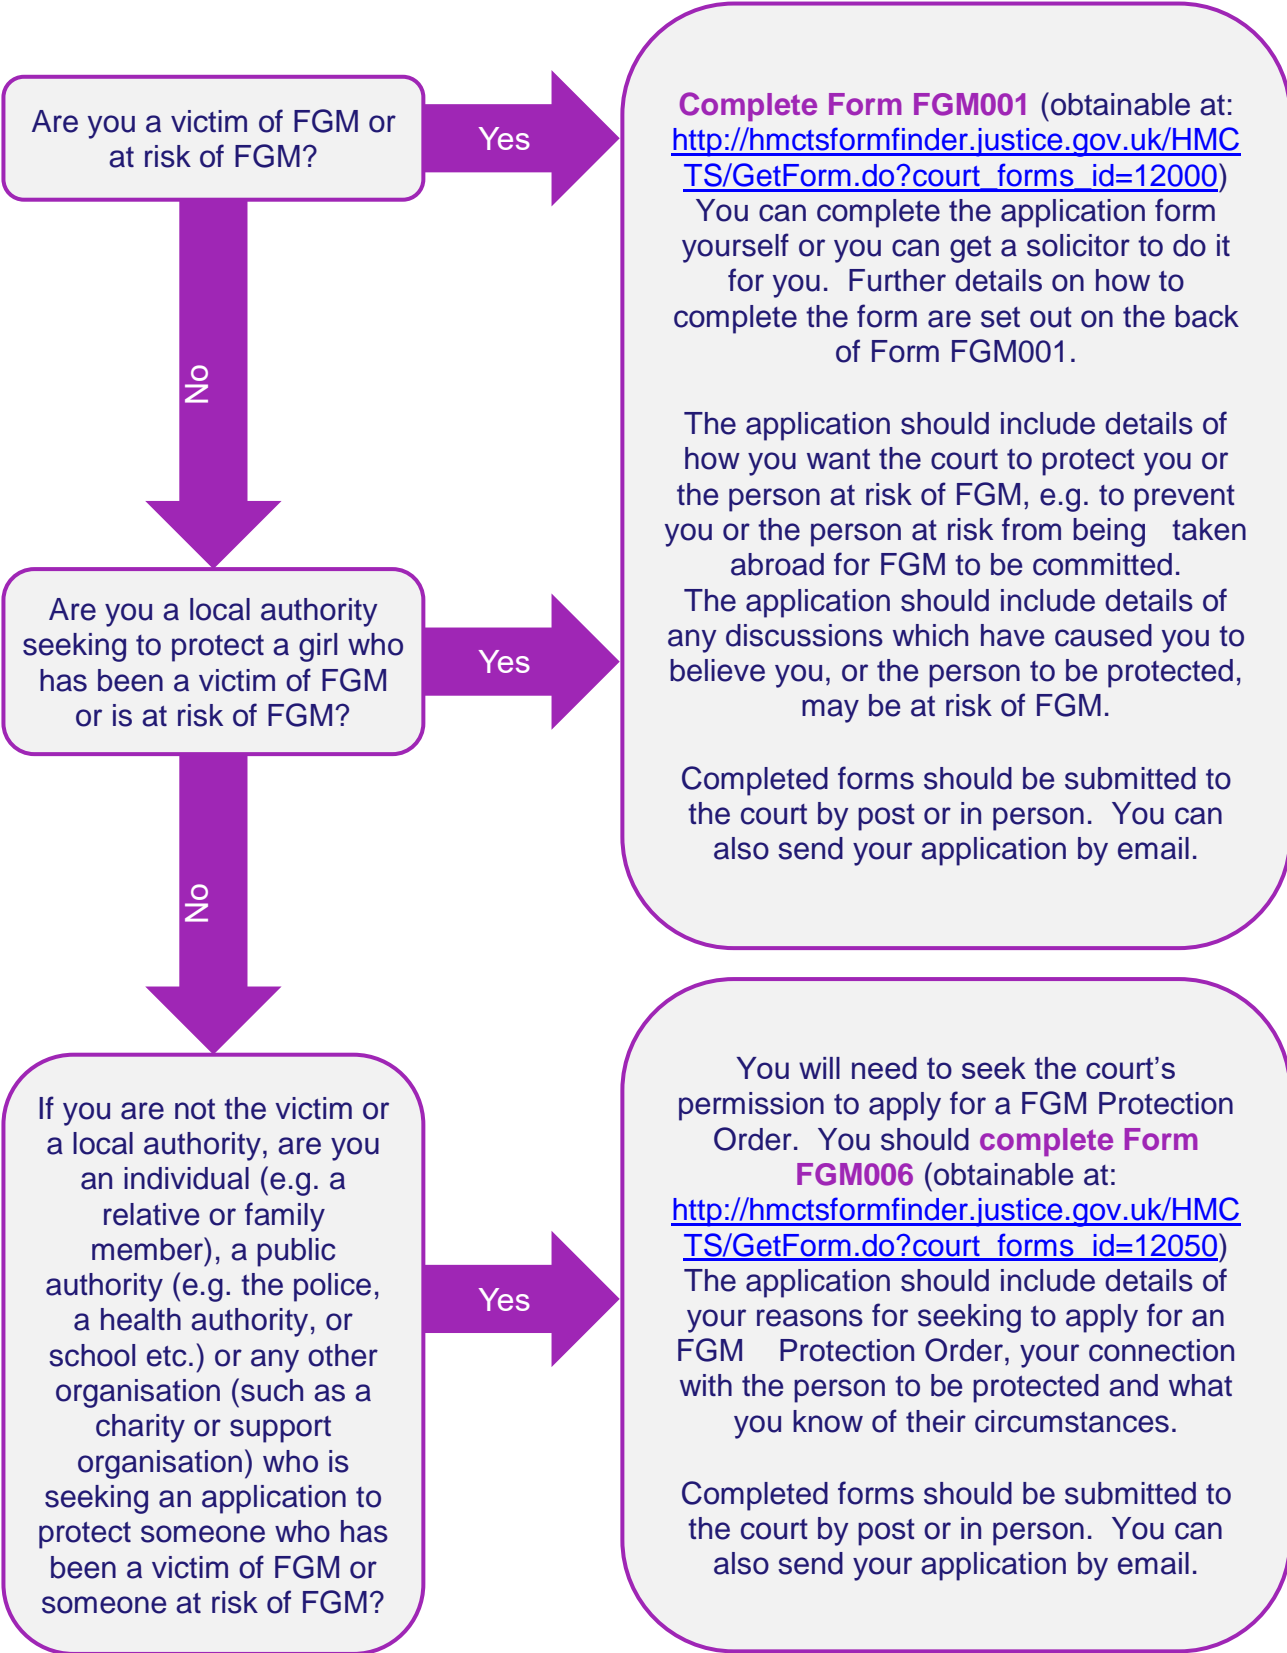 Are you a victim of FGM or
at risk of FGM?
Yes
Complete Form FGM001 (obtainable at:
http://hmctsformfinder.justice.gov.uk/HMC
TS/GetForm.do?court_forms_id=12000)
You can complete the application form
yourself or you can get a solicitor to do it
for you. Further details on how to
complete the form are set out on the back
of Form FGM001.
The application should include details of
how you want the court to protect you or
the person at risk of FGM, e.g. to prevent
you or the person at risk from being taken
abroad for FGM to be committed.
The application should include details of
any discussions which have caused you to
believe you, or the person to be protected,
may be at risk of FGM.
Completed forms should be submitted to
the court by post or in person. You can
also send your application by email.
No
Are you a local authority
seeking to protect a girl who
has been a victim of FGM
or is at risk of FGM?
Yes
No
If you are not the victim or
a local authority, are you
an individual (e.g. a
relative or family
member), a public
authority (e.g. the police,
a health authority, or
school etc.) or any other
organisation (such as a
charity or support
organisation) who is
seeking an application to
protect someone who has
been a victim of FGM or
someone at risk of FGM?
Yes
You will need to seek the court’s
permission to apply for a FGM Protection
Order. You should complete Form
FGM006 (obtainable at:
http://hmctsformfinder.justice.gov.uk/HMC
TS/GetForm.do?court_forms_id=12050)
The application should include details of
your reasons for seeking to apply for an
FGM Protection Order, your connection
with the person to be protected and what
you know of their circumstances.
Completed forms should be submitted to
the court by post or in person. You can
also send your application by email.